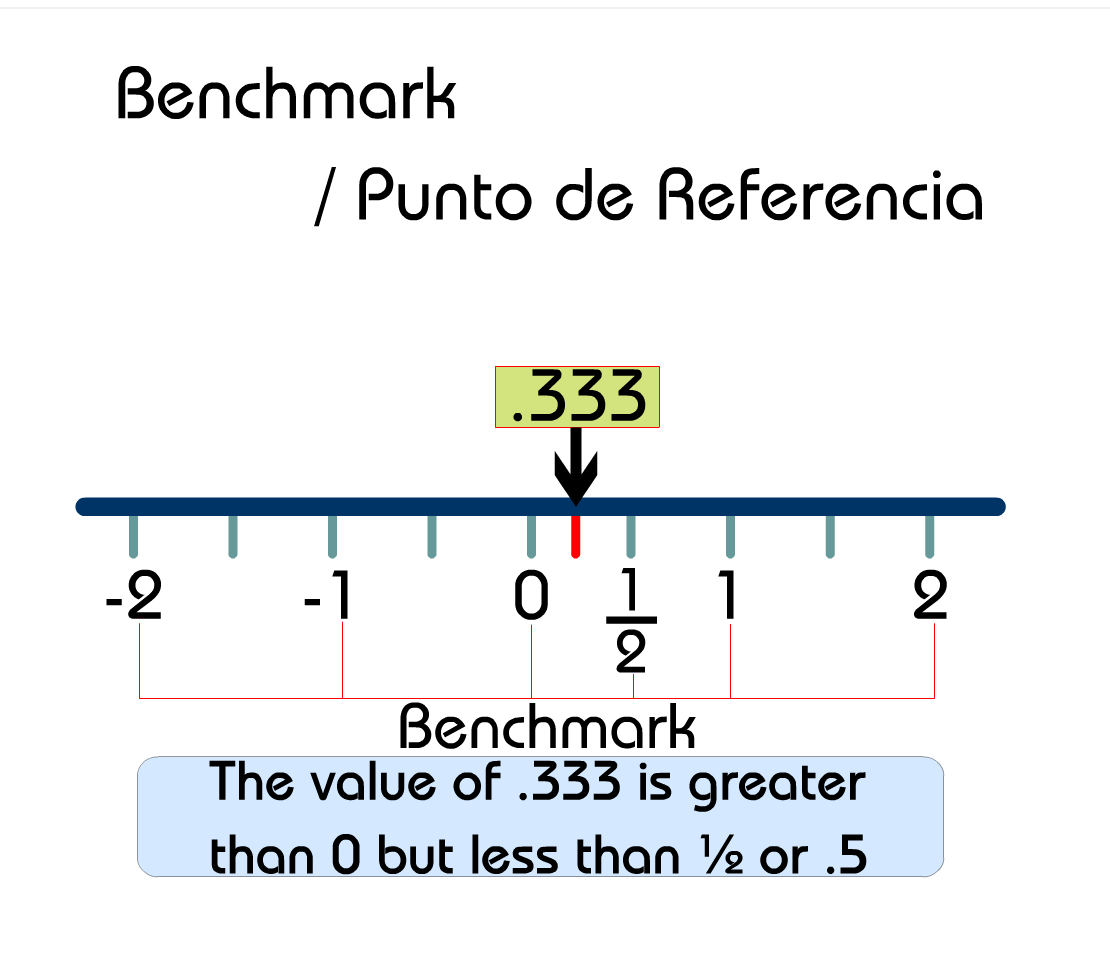 Benchmark
/ Punto de Referencia
.333
-2 -1 0 1/2 1 2
Benchmark
The value of .333 is greater
than 0 but less than ½ or .5